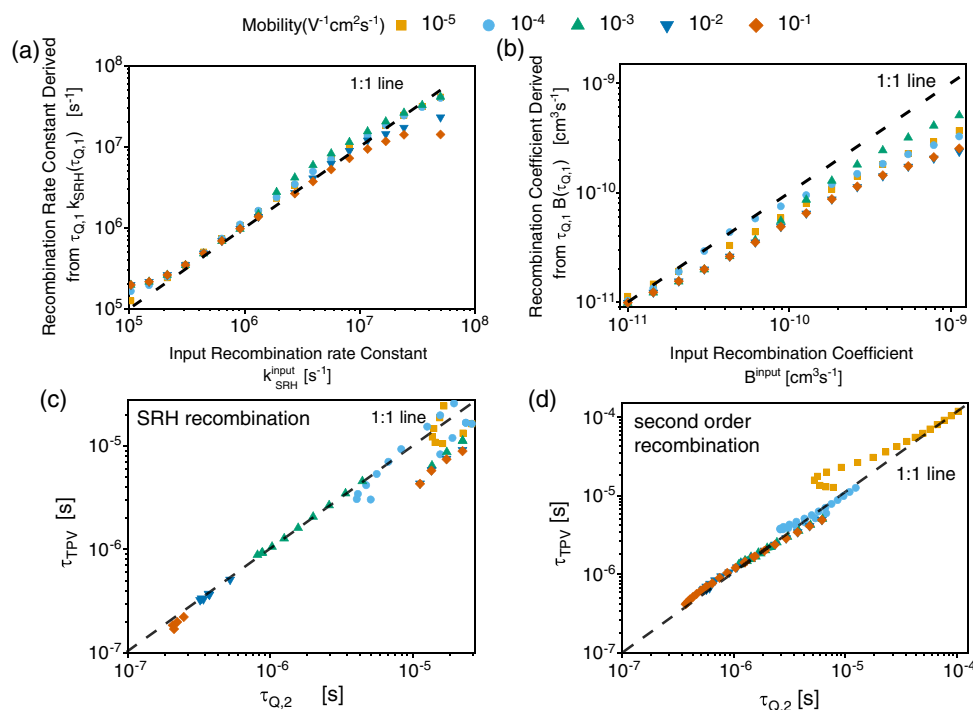 Mobility(V⁻¹cm²s⁻¹) 10⁻⁵ 10⁻⁴ 10⁻³ 10⁻² 10⁻¹
(a)
Recombination Rate Constant Derived
from τQ,1 kSRH(τQ,1) [s⁻¹]
10⁸
10⁷
10⁶
10⁵
1:1 line
10⁵ 10⁶ 10⁷ 10⁸
Input Recombination rate Constant
k^input_SRH [s⁻¹]
(b)
Recombination Coefficient Derived
from τQ,1 B(τQ,1) [cm³s⁻¹]
10⁻⁹
10⁻¹⁰
10⁻¹¹
1:1 line
10⁻¹¹ 10⁻¹⁰ 10⁻⁹
Input Recombination Coefficient
B^input [cm³s⁻¹]
(c)
SRH recombination
1:1 line
τTPV [s]
10⁻⁵
10⁻⁶
10⁻⁷
10⁻⁷ 10⁻⁶ 10⁻⁵
τQ,2 [s]
(d)
second order
recombination
1:1 line
τTPV [s]
10⁻⁴
10⁻⁵
10⁻⁶
10⁻⁷
10⁻⁷ 10⁻⁶ 10⁻⁵ 10⁻⁴
τQ,2 [s]